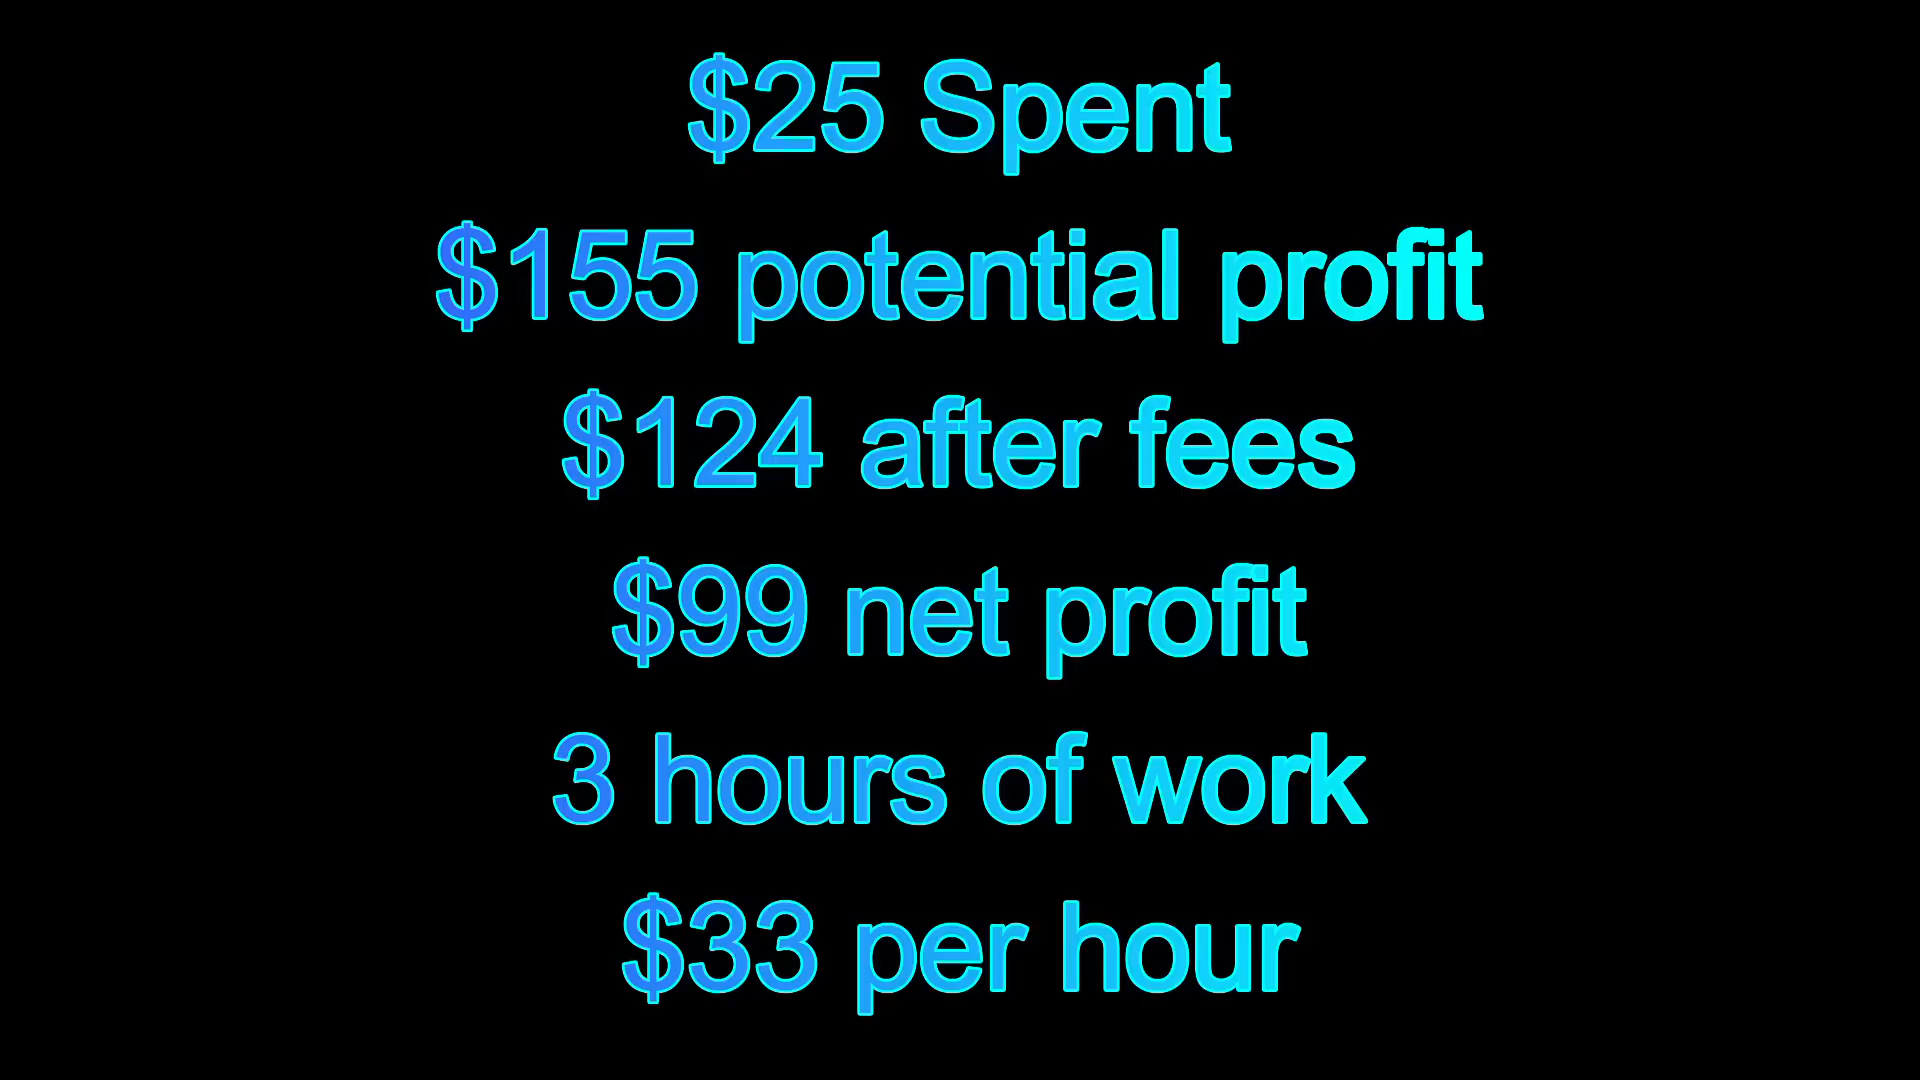 $25 Spent
$155 potential profit
$124 after fees
$99 net profit
3 hours of work
$33 per hour